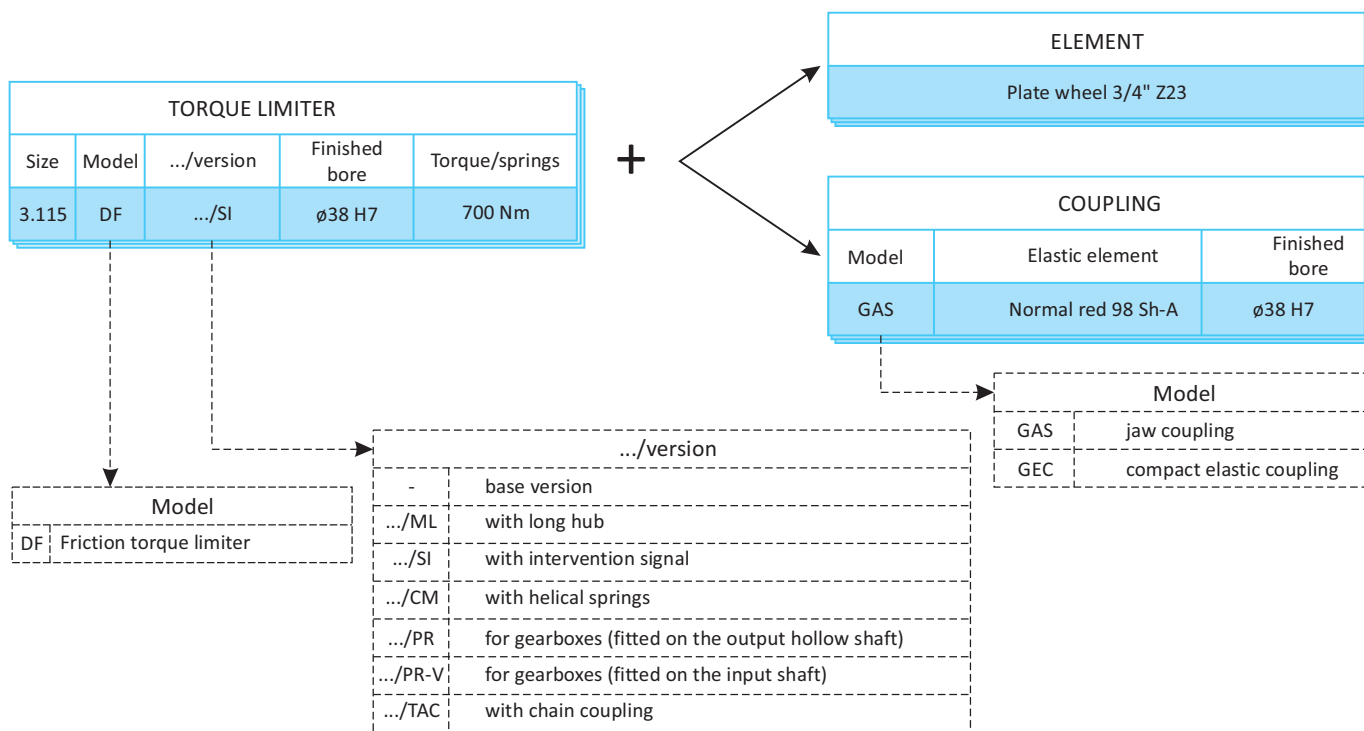 ELEMENT
Plate wheel 3/4" Z23
TORQUE LIMITER
Size Model .../version Finished bore Torque/springs
3.115 DF .../SI ø38 H7 700 Nm
+
COUPLING
Model Elastic element Finished bore
GAS Normal red 98 Sh-A ø38 H7
Model
GAS jaw coupling
GEC compact elastic coupling
.../version
- base version
.../ML with long hub
.../SI with intervention signal
.../CM with helical springs
.../PR for gearboxes (fitted on the output hollow shaft)
.../PR-V for gearboxes (fitted on the input shaft)
.../TAC with chain coupling
Model
DF Friction torque limiter